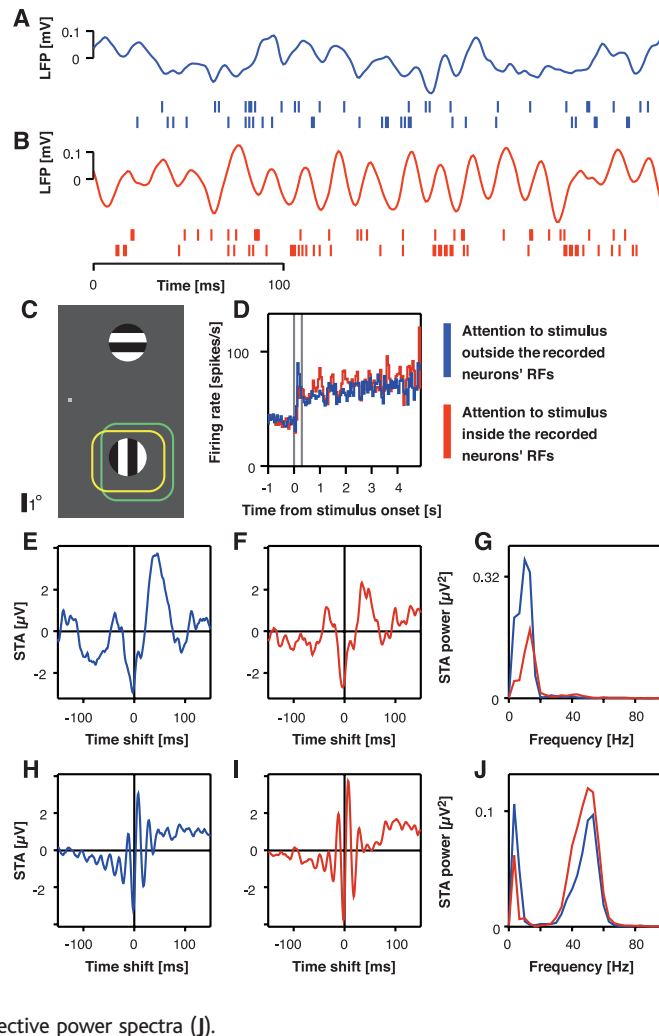 A
LFP [mV]
0.1
0
B
LFP [mV]
0.1
0
0
100
Time [ms]
C
1°
D
Firing rate [spikes/s]
100
0
-1 0 1 2 3 4
Time from stimulus onset [s]
Attention to stimulus
outside the recorded
neurons' RFs
Attention to stimulus
inside the recorded
neurons' RFs
E
STA [µV]
2
0
-2
-100 0 100
Time shift [ms]
F
2
0
-2
-100 0 100
Time shift [ms]
G
STA power [µV²]
0.32
0
0 40 80
Frequency [Hz]
H
STA [µV]
2
0
-2
-100 0 100
Time shift [ms]
I
2
0
-2
-100 0 100
Time shift [ms]
J
STA power [µV²]
0.1
0
0 40 80
Frequency [Hz]
ective power spectra (J).